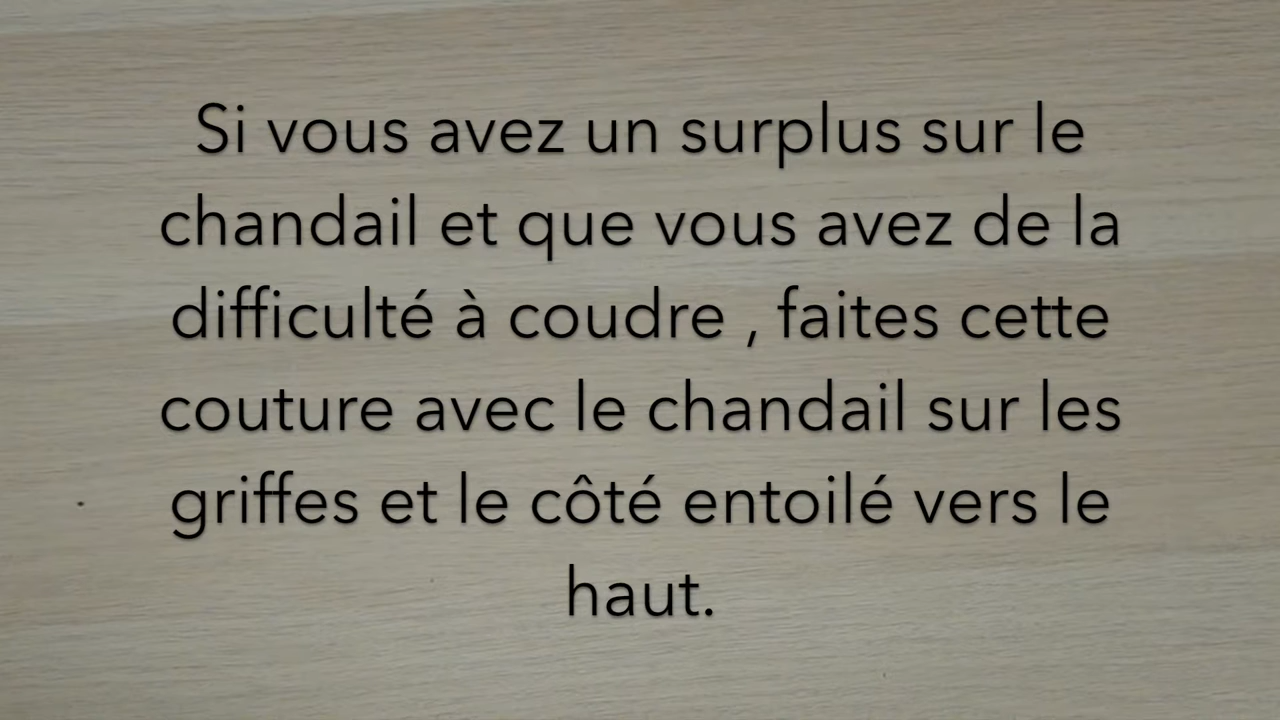 Si vous avez un surplus sur le
chandail et que vous avez de la
difficulté à coudre , faites cette
couture avec le chandail sur les
griffes et le côté entoilé vers le
haut.